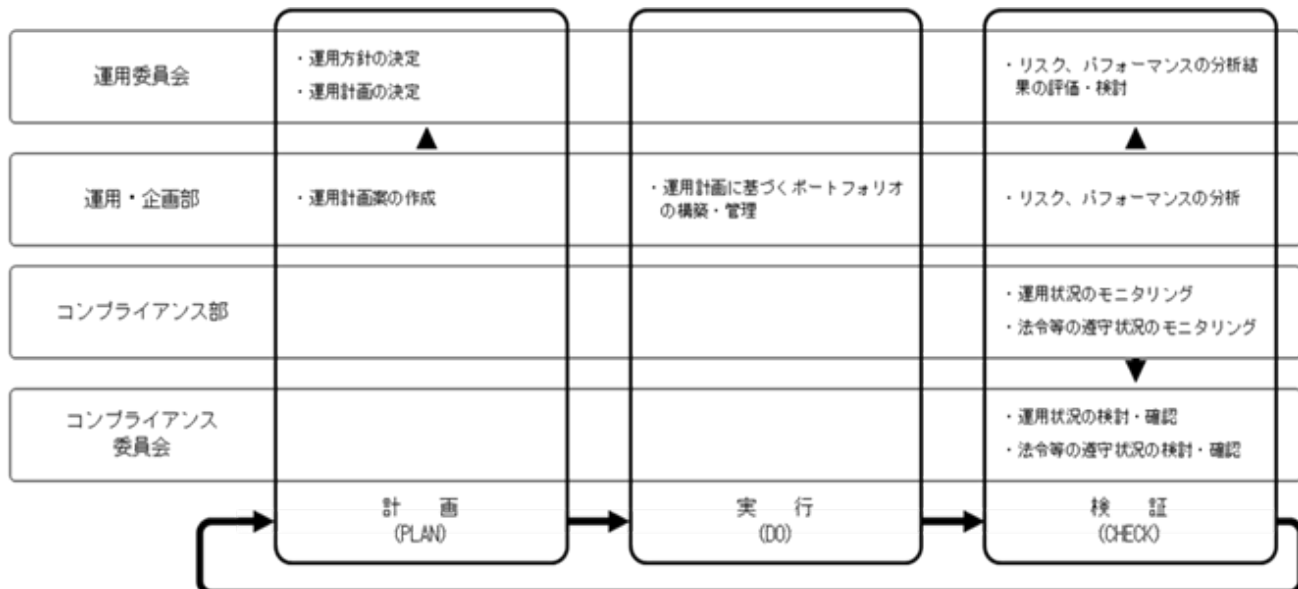 運用委員会
・運用方針の決定
・運用計画の決定
・リスク、パフォーマンスの分析結
果の評価・検討
運用・企画部
・運用計画案の作成
・運用計画に基づくポートフォリオ
の構築・管理
・リスク、パフォーマンスの分析
コンプライアンス部
・運用状況のモニタリング
・法令等の遵守状況のモニタリング
コンプライアンス
委員会
・運用状況の検討・確認
・法令等の遵守状況の検討・確認
計 画
(PLAN)
実 行
(DO)
検 証
(CHECK)